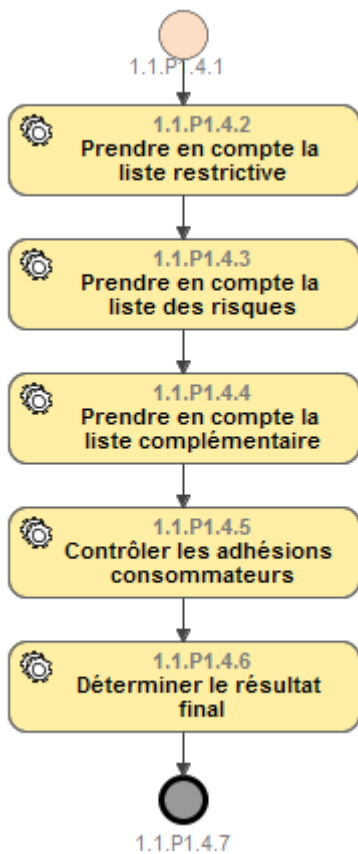 1.1.P1.4.1
1.1.P1.4.2
Prendre en compte la
liste restrictive
1.1.P1.4.3
Prendre en compte la
liste des risques
1.1.P1.4.4
Prendre en compte la
liste complémentaire
1.1.P1.4.5
Contrôler les adhésions
consommateurs
1.1.P1.4.6
Déterminer le résultat
final
1.1.P1.4.7